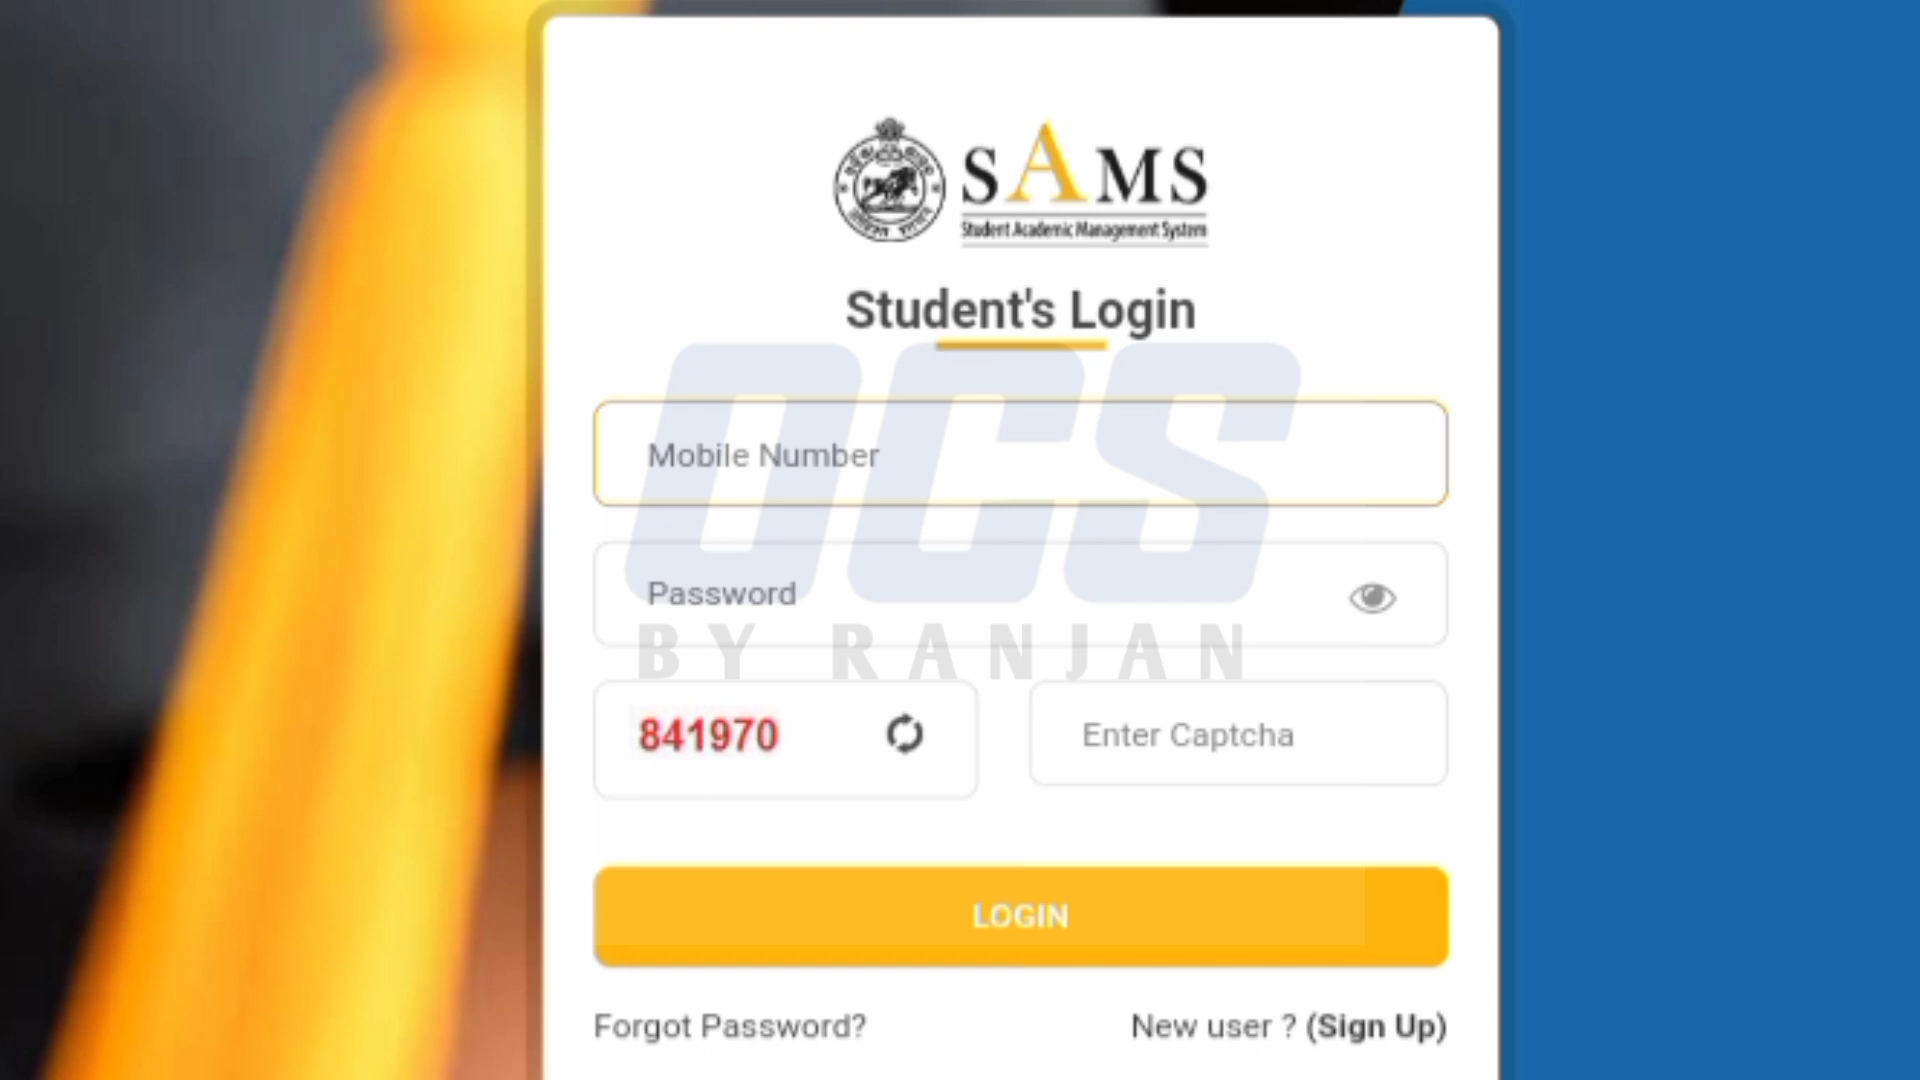 SAMS
Student Academic Management System
Student's Login
OCS
Mobile Number
Password
BY RANJAN
841970
Enter Captcha
LOGIN
Forgot Password?
New user ? (Sign Up)